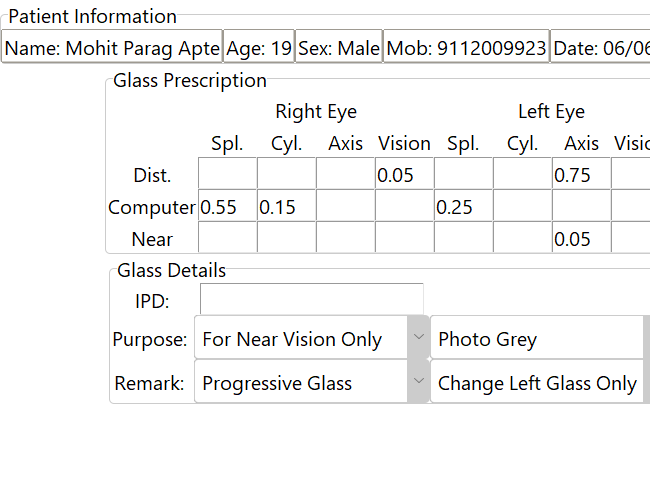 Patient Information
Name: Mohit Parag Apte Age: 19 Sex: Male Mob: 9112009923 Date: 06/06
Glass Prescription
Right Eye Left Eye
Spl. Cyl. Axis Vision Spl. Cyl. Axis
Dist. 0.05 0.75
Computer 0.55 0.15 0.25
Near 0.05
Glass Details
IPD:
Purpose: For Near Vision Only Photo Grey
Remark: Progressive Glass Change Left Glass Only